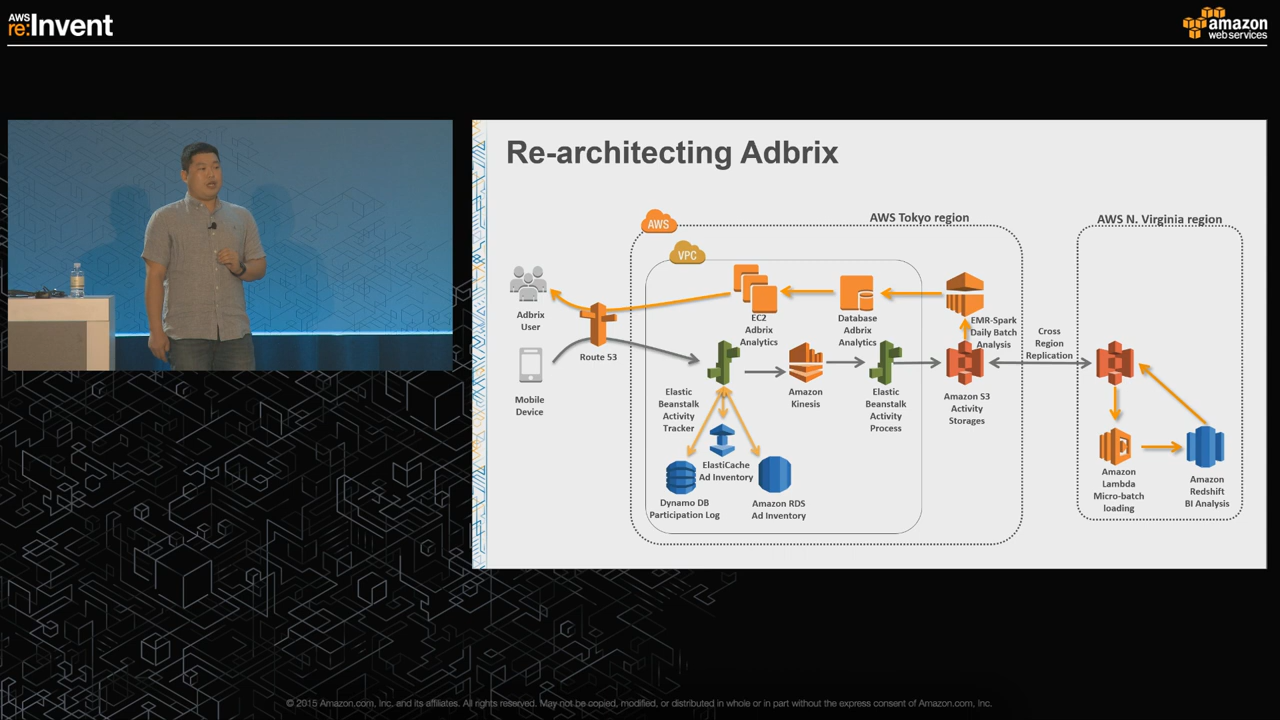 AWS
re:Invent
amazon
web services
Re-architecting Adbrix
AWS Tokyo region
AWS N. Virginia region
AWS
VPC
Adbrix
User
Route 53
EC2
Adbrix
Analytics
Database
Adbrix
Analytics
EMR-Spark
Daily Batch
Analysis
Cross
Region
Replication
Mobile
Device
Elastic
Beanstalk
Activity
Tracker
Amazon
Kinesis
Elastic
Beanstalk
Activity
Process
Amazon S3
Activity
Storages
ElastiCache
Ad Inventory
Dynamo DB
Participation Log
Amazon RDS
Ad Inventory
Amazon
Lambda
Micro-batch
loading
Amazon
Redshift
BI Analysis
© 2015 Amazon.com, Inc. and its affiliates. All rights reserved. May not be copied, modified, or distributed in whole or in part without the express consent of Amazon.com, Inc.